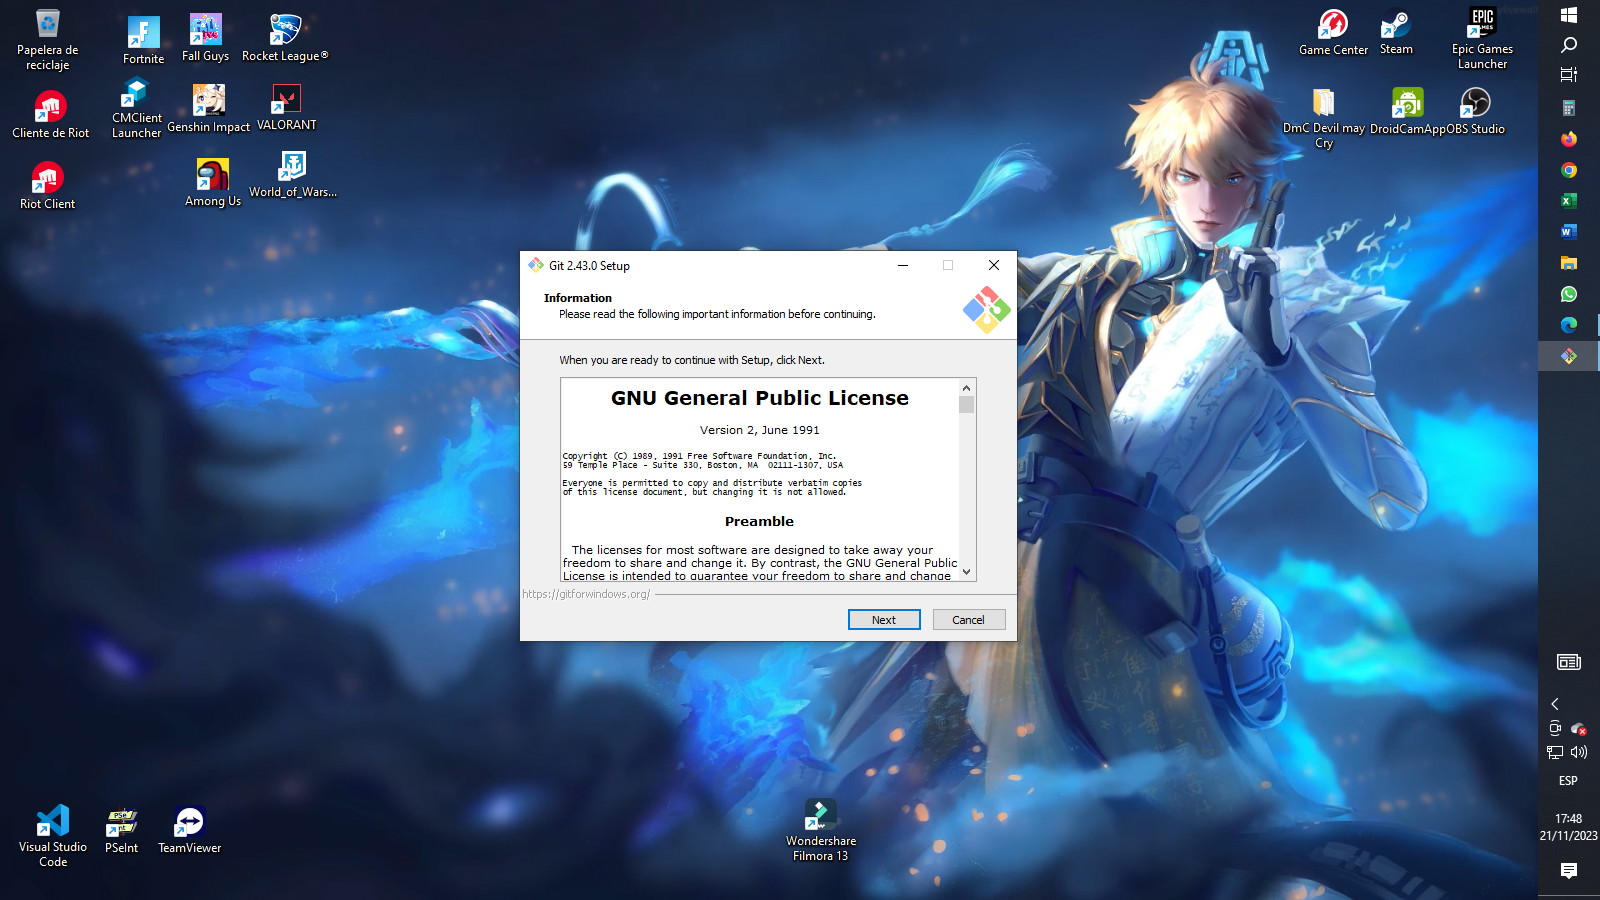 Papelera de
reciclaje
Fortnite
Fall Guys
Rocket League®
Cliente de Riot
CMClient
Launcher
Genshin Impact
VALORANT
Riot Client
Among Us
World_of_Wars...
Game Center
Steam
EPIC
GAMES
Epic Games
Launcher
DmC Devil may
Cry
DroidCamApp
OBS Studio
Git 2.43.0 Setup
Information
Please read the following important information before continuing.
When you are ready to continue with Setup, click Next.
GNU General Public License
Version 2, June 1991
Copyright (C) 1989, 1991 Free Software Foundation, Inc.
59 Temple Place - Suite 330, Boston, MA  02111-1307, USA
Everyone is permitted to copy and distribute verbatim copies
of this license document, but changing it is not allowed.
Preamble
The licenses for most software are designed to take away your
freedom to share and change it. By contrast, the GNU General Public
License is intended to guarantee your freedom to share and change
https://gitforwindows.org/
Next
Cancel
Visual Studio
Code
PSeInt
TeamViewer
Wondershare
Filmora 13
ESP
17:48
21/11/2023